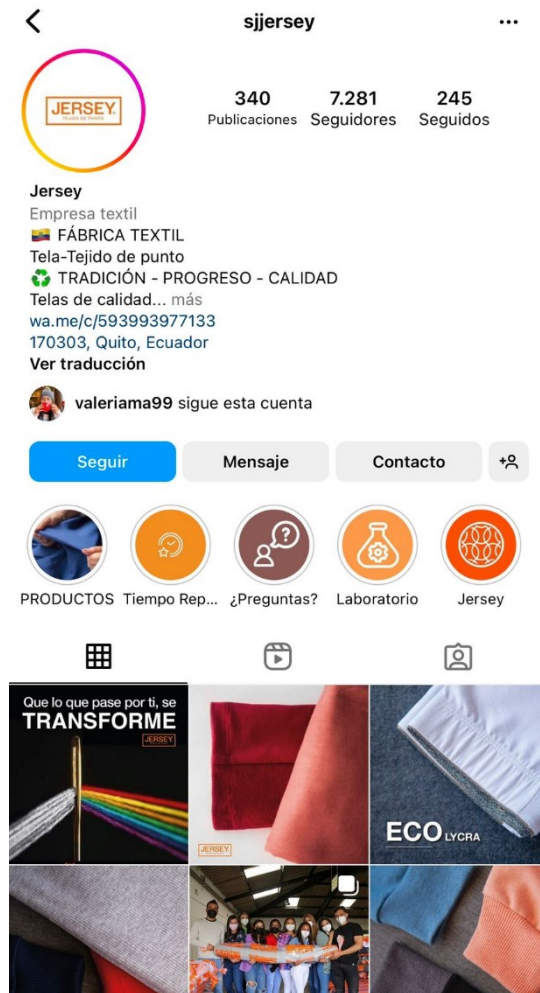 sjjersey
JERSEY
340
7.281
245
Publicaciones
Seguidores
Seguidos
Jersey
Empresa textil
🇪🇨 FÁBRICA TEXTIL
Tela-Tejido de punto
♻️ TRADICIÓN - PROGRESO - CALIDAD
Telas de calidad... más
wa.me/c/593993977133
170303, Quito, Ecuador
Ver traducción
valeriama99 sigue esta cuenta
Seguir
Mensaje
Contacto
PRODUCTOS
Tiempo Rep...
¿Preguntas?
Laboratorio
Jersey
Que lo que pase por ti, se
TRANSFORME
JERSEY
JERSEY
ECO LYCRA